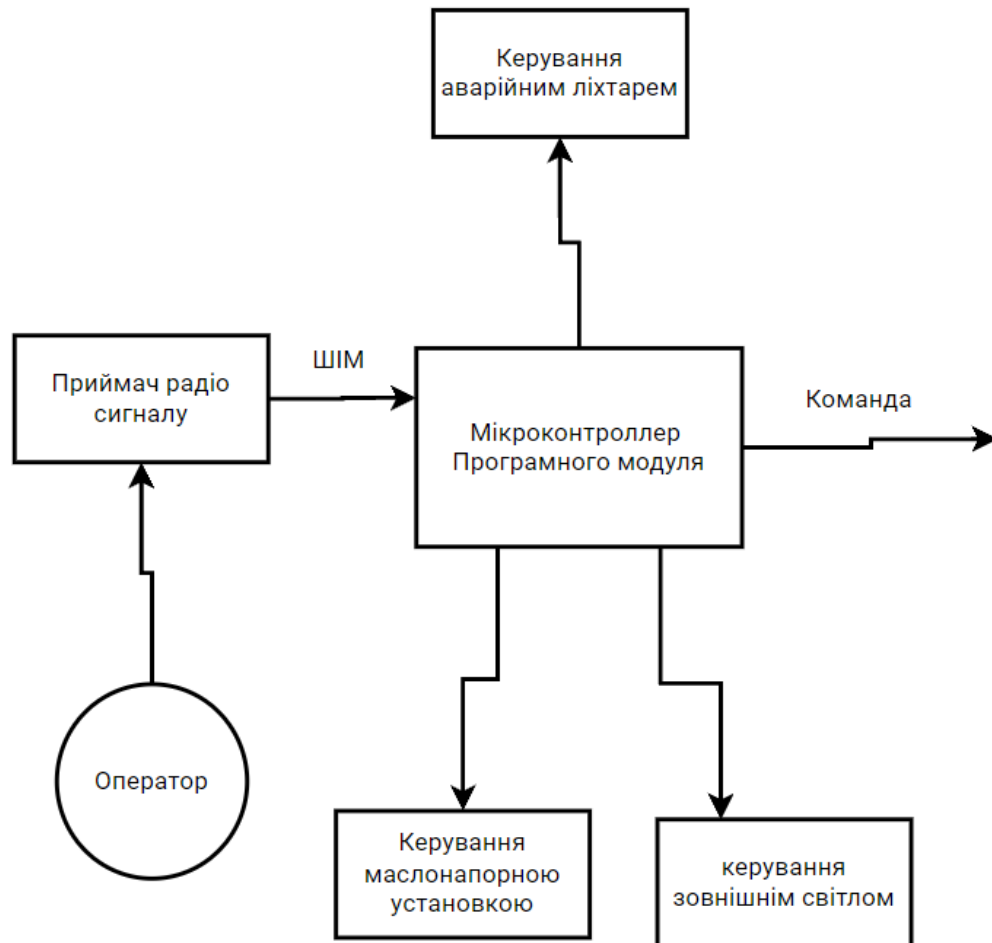 Керування
аварійним ліхтарем
Приймач радіо
сигналу
ШІМ
Мікроконтроллер
Програмного модуля
Команда
Оператор
Керування
маслонапорною
установкою
керування
зовнішнім світлом